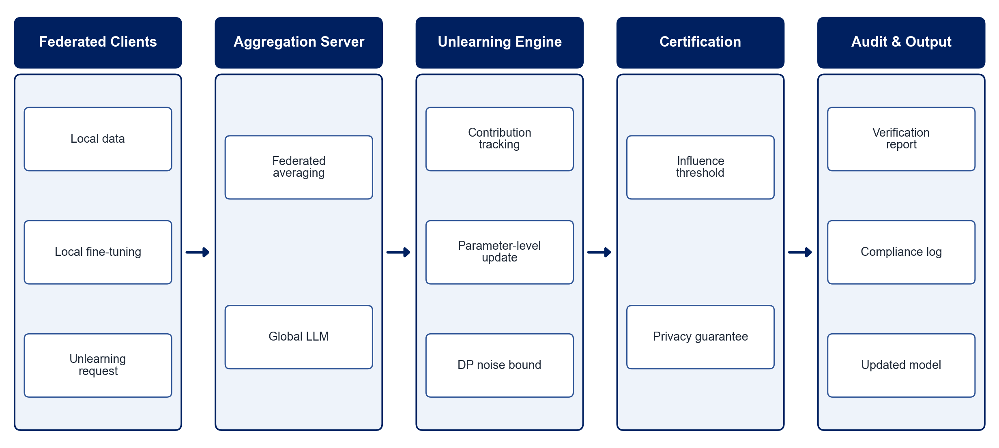 Federated Clients
Local data
Local fine-tuning
Unlearning
request
Aggregation Server
Federated
averaging
Global LLM
Unlearning Engine
Contribution
tracking
Parameter-level
update
DP noise bound
Certification
Influence
threshold
Privacy guarantee
Audit & Output
Verification
report
Compliance log
Updated model